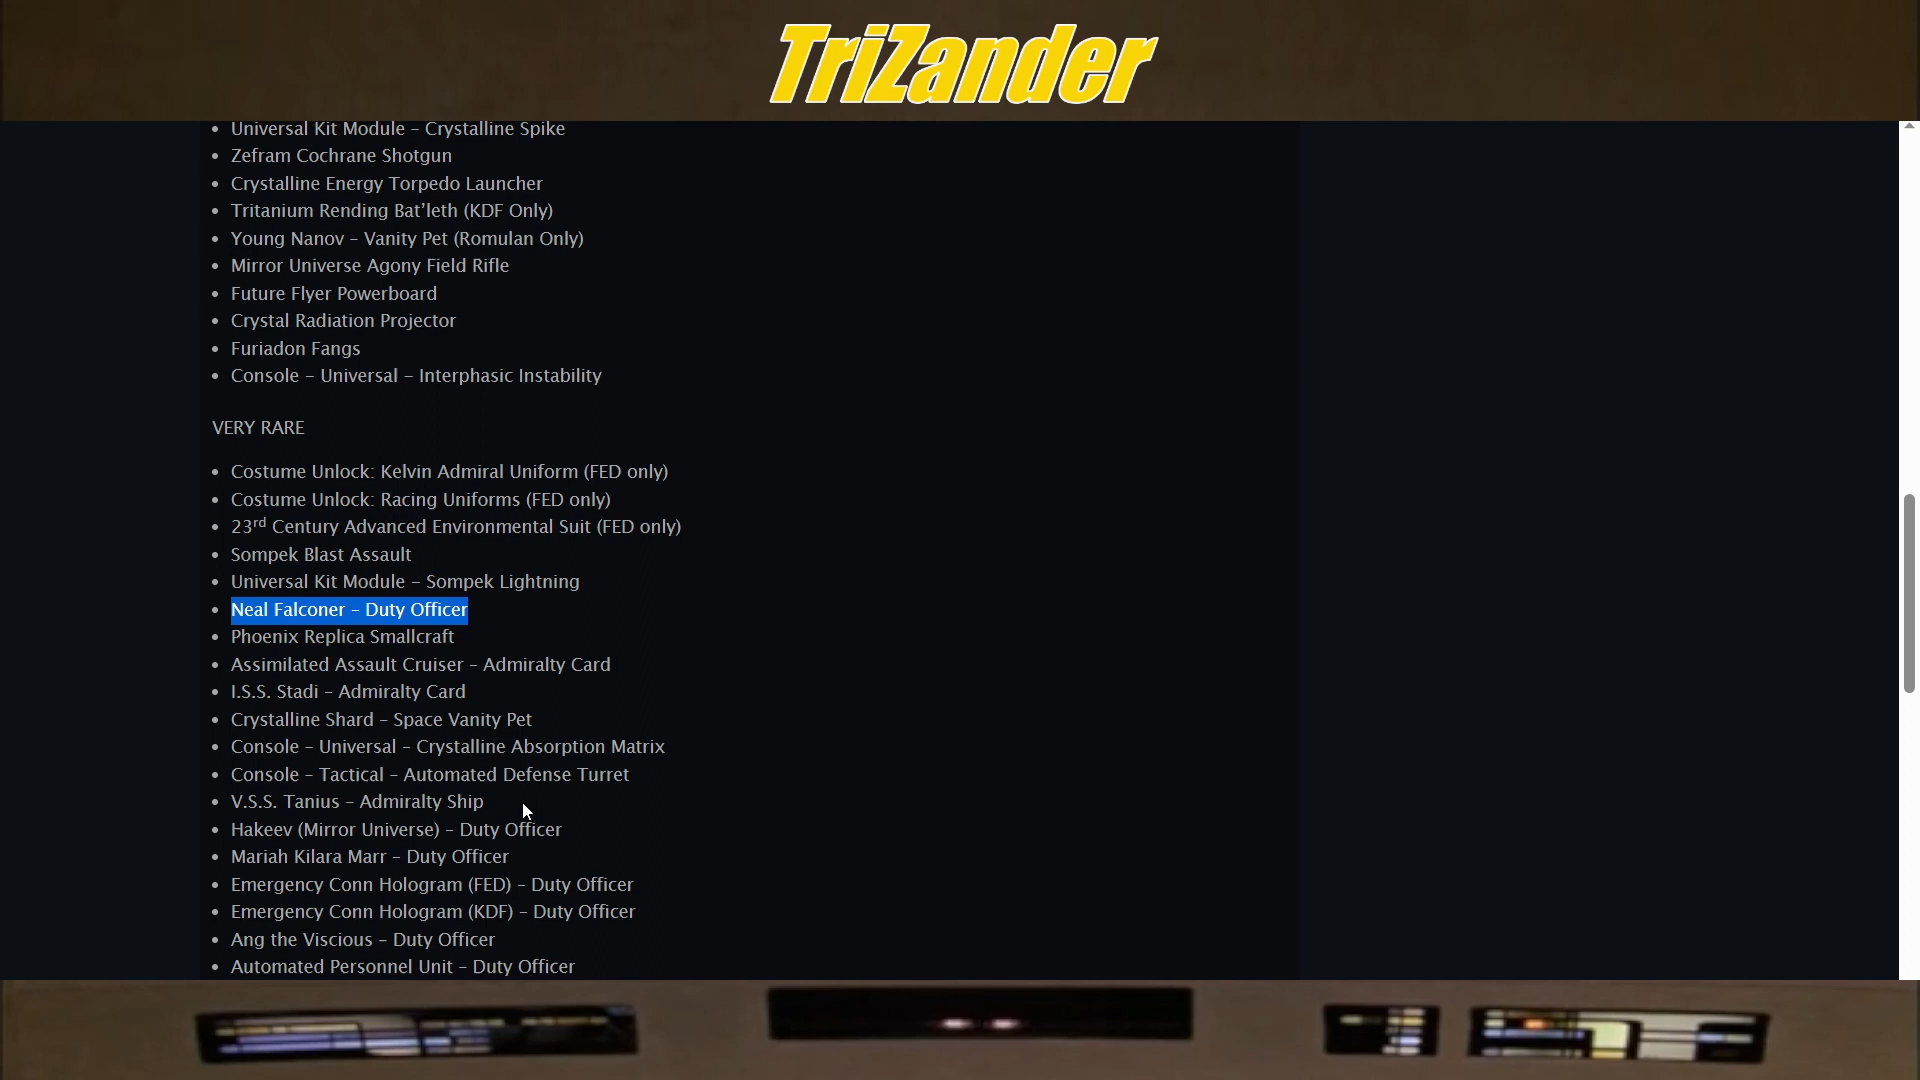 TriZander
Universal Kit Module – Crystalline Spike
Zefram Cochrane Shotgun
Crystalline Energy Torpedo Launcher
Tritanium Rending Bat’leth (KDF Only)
Young Nanov – Vanity Pet (Romulan Only)
Mirror Universe Agony Field Rifle
Future Flyer Powerboard
Crystal Radiation Projector
Furiadon Fangs
Console – Universal – Interphasic Instability
VERY RARE
Costume Unlock: Kelvin Admiral Uniform (FED only)
Costume Unlock: Racing Uniforms (FED only)
23rd Century Advanced Environmental Suit (FED only)
Sompek Blast Assault
Universal Kit Module – Sompek Lightning
Neal Falconer – Duty Officer
Phoenix Replica Smallcraft
Assimilated Assault Cruiser – Admiralty Card
I.S.S. Stadi – Admiralty Card
Crystalline Shard – Space Vanity Pet
Console – Universal – Crystalline Absorption Matrix
Console – Tactical – Automated Defense Turret
V.S.S. Tanius – Admiralty Ship
Hakeev (Mirror Universe) – Duty Officer
Mariah Kilara Marr – Duty Officer
Emergency Conn Hologram (FED) – Duty Officer
Emergency Conn Hologram (KDF) – Duty Officer
Ang the Viscious – Duty Officer
Automated Personnel Unit – Duty Officer